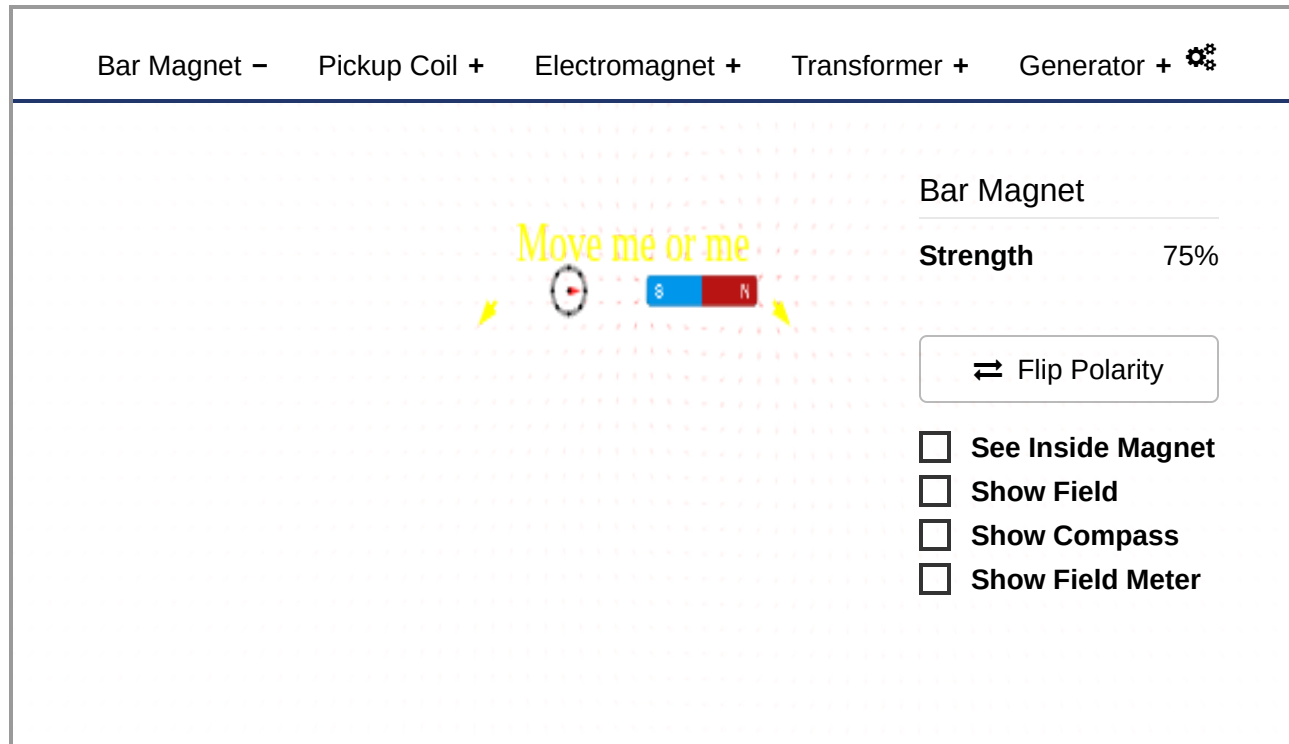 Bar Magnet − Pickup Coil + Electromagnet + Transformer + Generator +
Bar Magnet
Move me or me
Strength 75%
S N
Flip Polarity
See Inside Magnet
Show Field
Show Compass
Show Field Meter